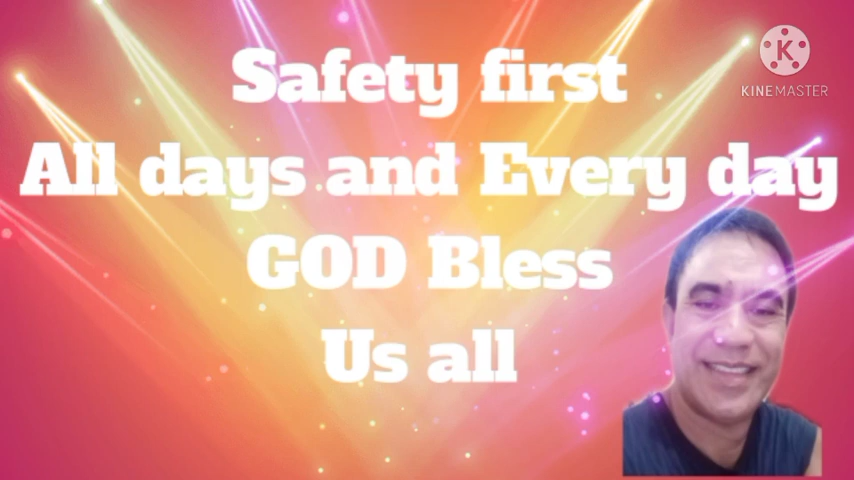 Safety first
All days and Every day
GOD Bless
Us all
KINEMASTER